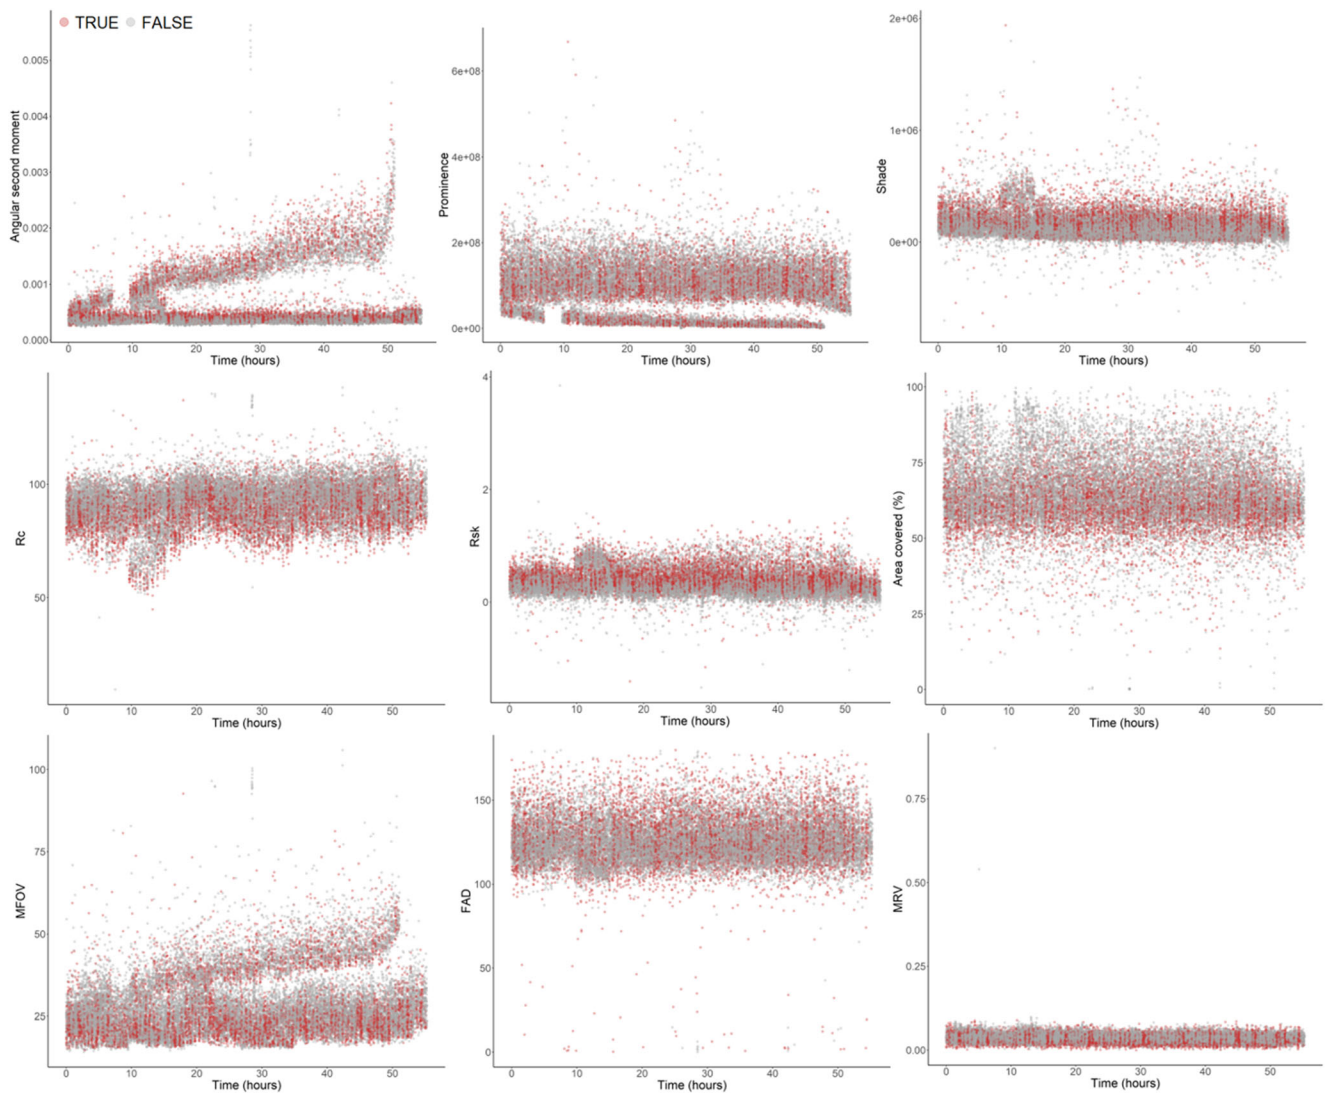 TRUE FALSE
Angular second moment
0.005
0.004
0.003
0.002
0.001
0.000
0 10 20 30 40 50
Time (hours)
Prominence
6e+08
4e+08
2e+08
0e+00
0 10 20 30 40 50
Time (hours)
Shade
2e+06
1e+06
0e+00
0 10 20 30 40 50
Time (hours)
Rc
100
50
0 10 20 30 40 50
Time (hours)
Rsk
4
2
0
0 10 20 30 40 50
Time (hours)
Area covered (%)
100
75
50
25
0
0 10 20 30 40 50
Time (hours)
MFOV
100
75
50
25
0 10 20 30 40 50
Time (hours)
FAD
150
100
50
0
0 10 20 30 40 50
Time (hours)
MRV
0.75
0.50
0.25
0.00
0 10 20 30 40 50
Time (hours)